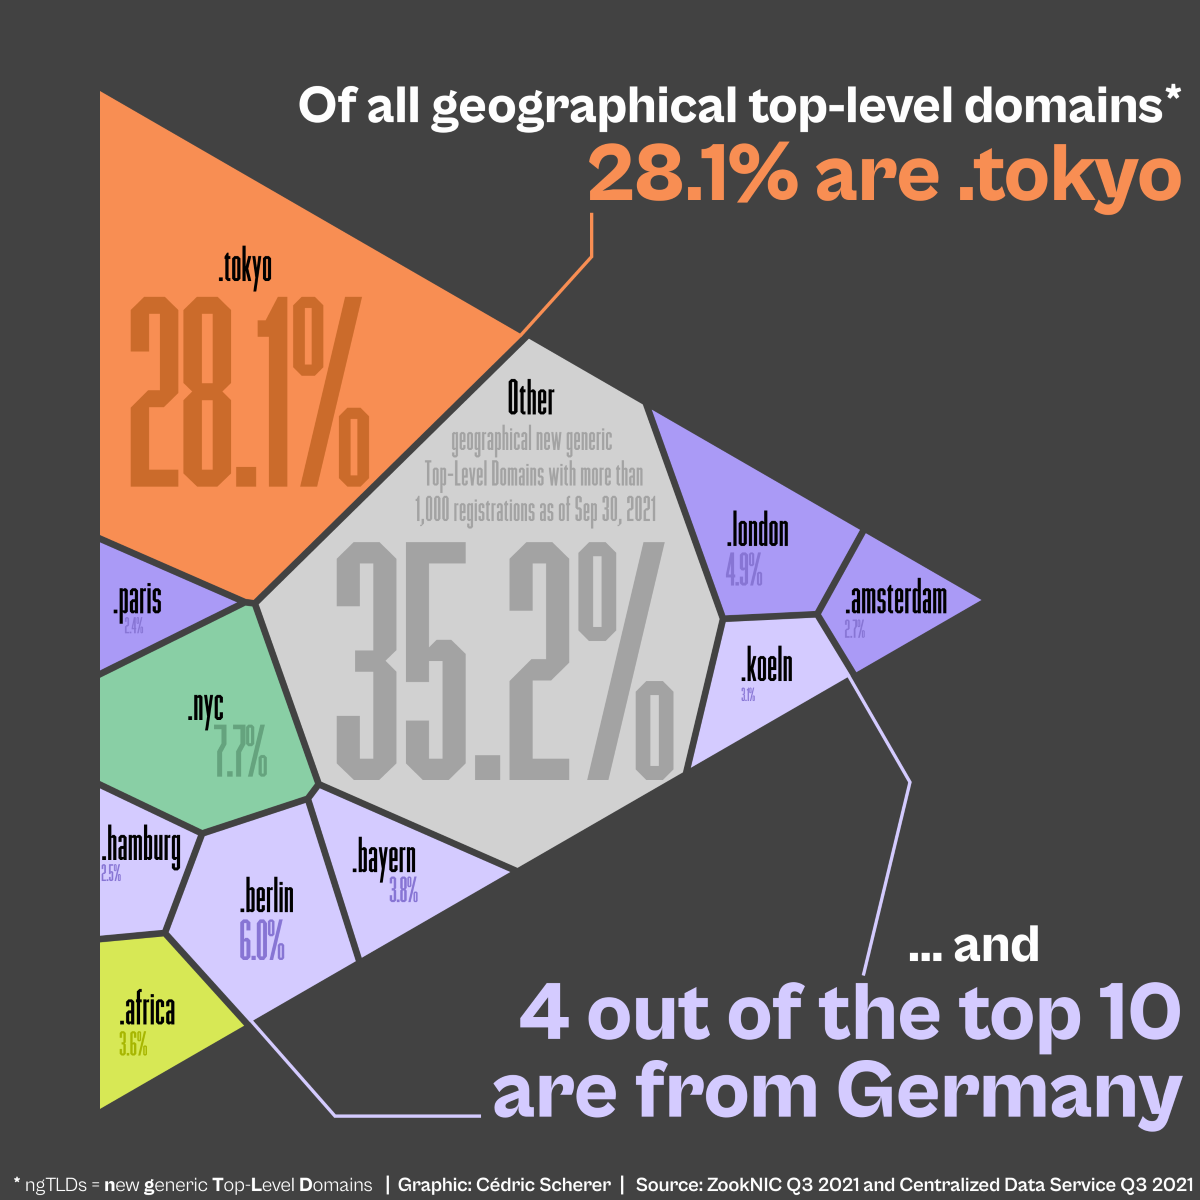 Of all geographical top-level domains*
28.1% are .tokyo
.tokyo
28.1%
Other
geographical new generic
Top-Level Domains with more than
1,000 registrations as of Sep 30, 2021
35.2%
.london
4.9%
.amsterdam
2.7%
.koeln
3.1%
.paris
2.4%
.nyc
7.7%
.hamburg
2.5%
.berlin
6.0%
.bayern
3.8%
.africa
3.6%
... and
4 out of the top 10
are from Germany
* ngTLDs = new generic Top-Level Domains | Graphic: Cédric Scherer | Source: ZookNIC Q3 2021 and Centralized Data Service Q3 2021